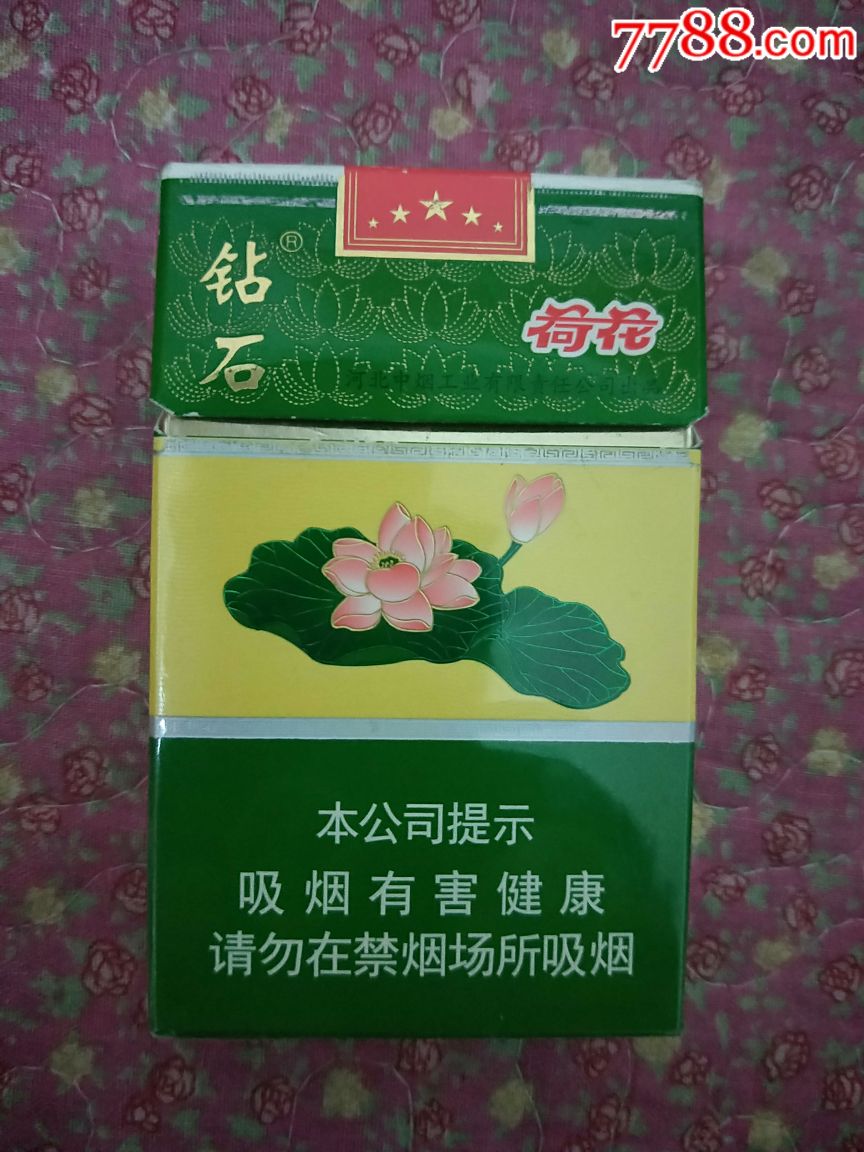 7788.com
钻石®
荷花
河北中烟工业有限责任公司出品
本公司提示
吸烟有害健康
请勿在禁烟场所吸烟